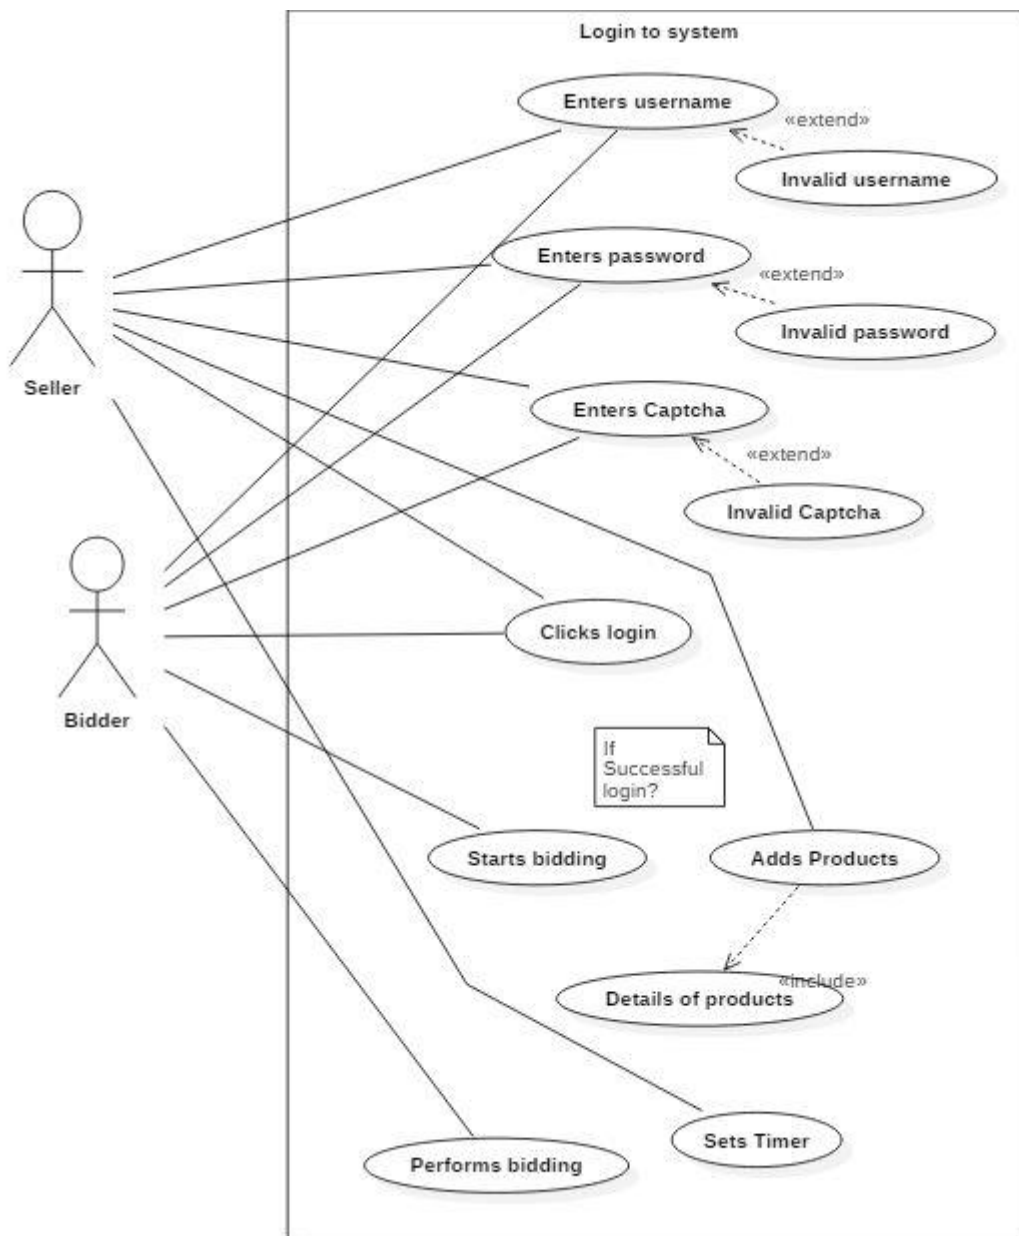 Login to system
Enters username
«extend»
Invalid username
Enters password
«extend»
Invalid password
Seller
Enters Captcha
«extend»
Invalid Captcha
Clicks login
Bidder
If
Successful
login?
Starts bidding
Adds Products
«include»
Details of products
Sets Timer
Performs bidding